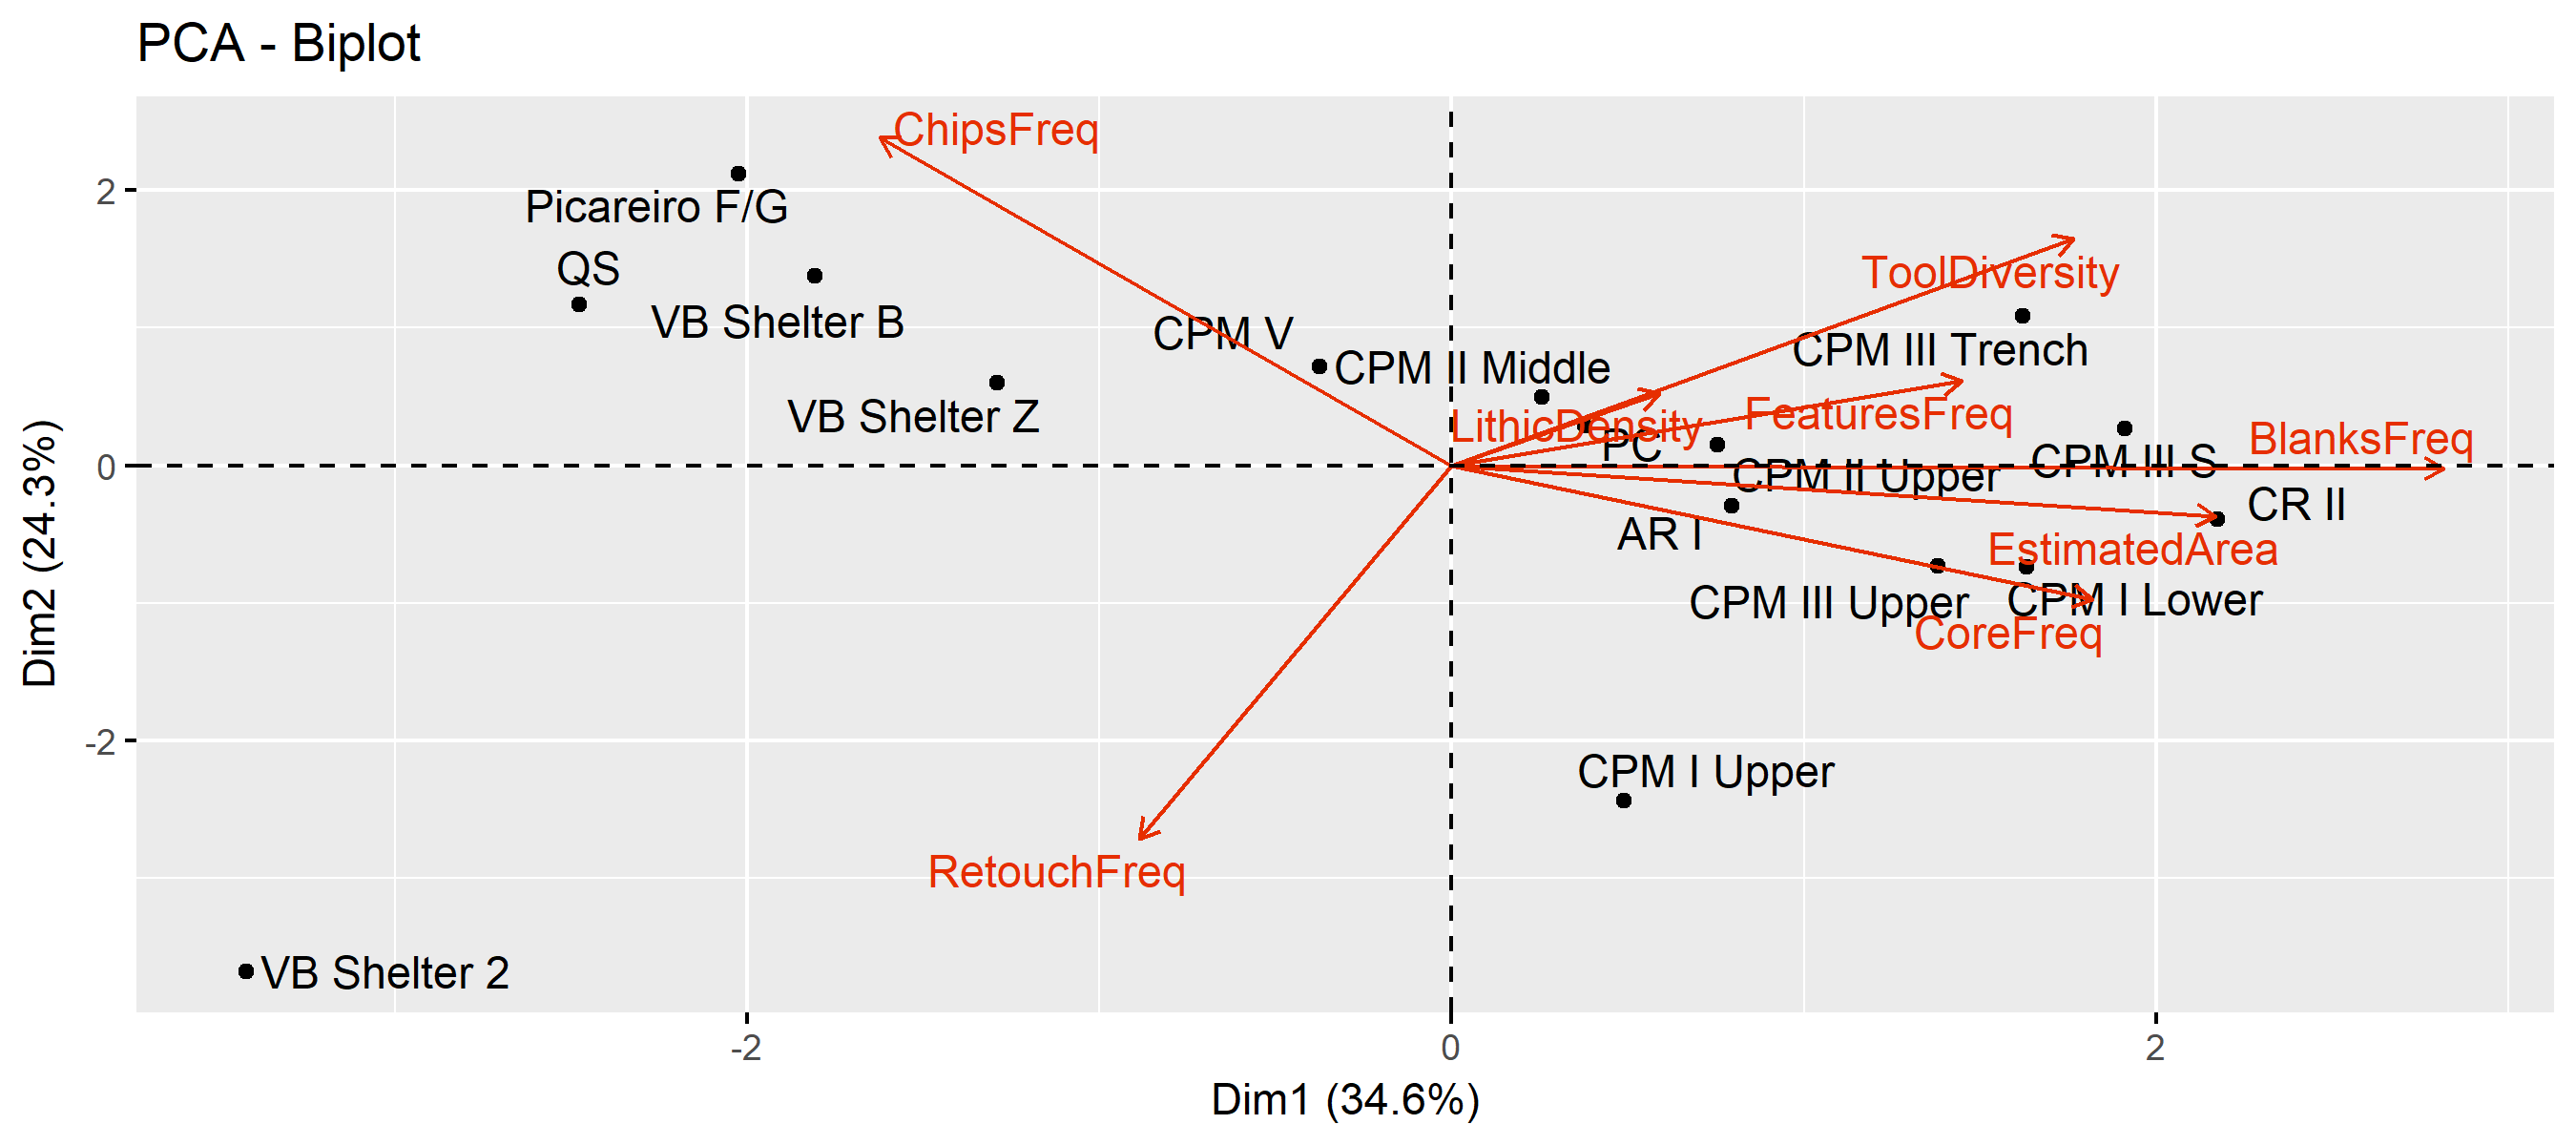 PCA - Biplot
ChipsFreq
2
Picareiro F/G
QS
ToolDiversity
VB Shelter B
CPM V
CPM III Trench
CPM II Middle
VB Shelter Z
LithicDensity
FeaturesFreq
PC
BlanksFreq
0
CPM III S
CPM II Upper
CR II
AR I
EstimatedArea
CPM III Upper
CPM I Lower
CoreFreq
-2
CPM I Upper
RetouchFreq
VB Shelter 2
Dim2 (24.3%)
-2
0
2
Dim1 (34.6%)